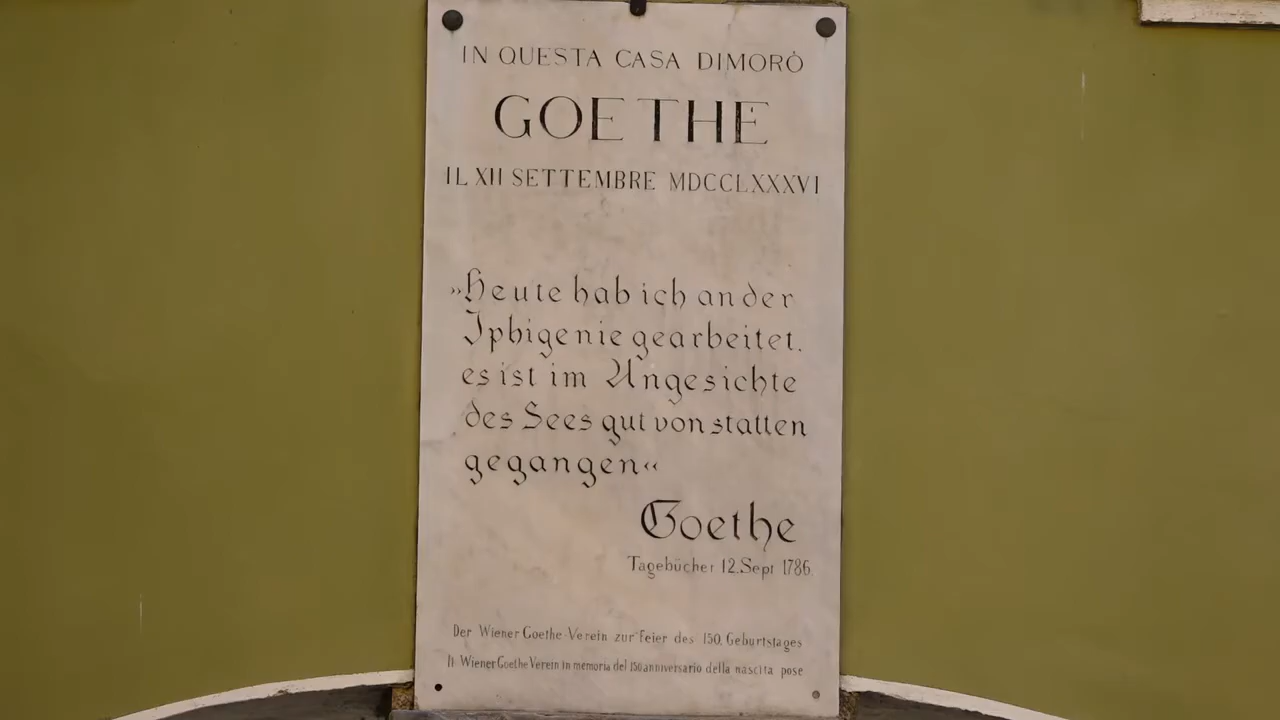 IN QUESTA CASA DIMORÒ
GOETHE
IL XII SETTEMBRE MDCCLXXXVI
»Heute hab ich an der
Iphigenie gearbeitet.
es ist im Angesichte
des Sees gut von statten
gegangen«
Goethe
Tagebücher 12.Sept 1786
Der Wiener Goethe-Verein zur Feier des 150. Geburtstages
Il Wiener Goethe Verein in memoria del 150 anniversario della nascita pose